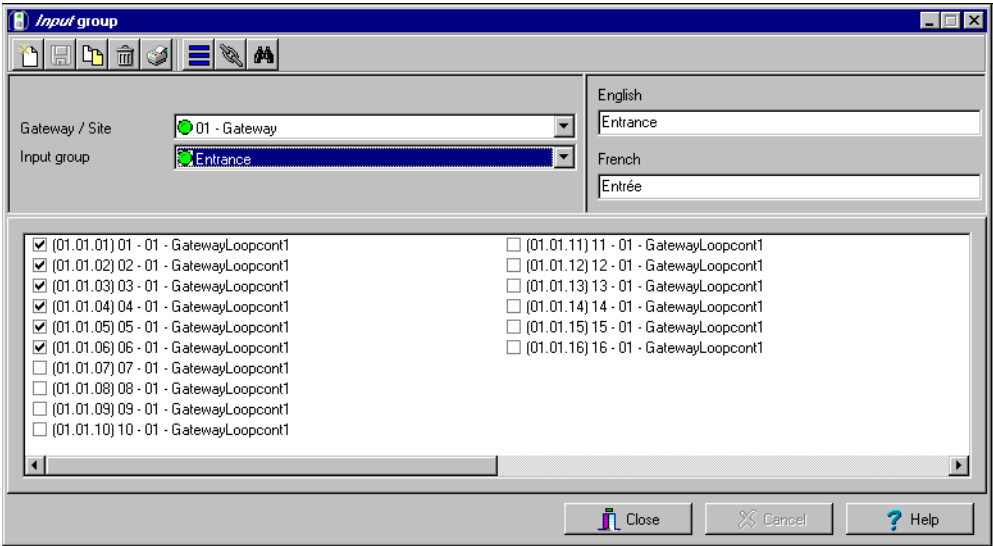 Input group
English
Entrance
Gateway / Site
01 - Gateway
Input group
Entrance
French
Entrée
(01.01.01) 01 - 01 - GatewayLoopcont1
(01.01.02) 02 - 01 - GatewayLoopcont1
(01.01.03) 03 - 01 - GatewayLoopcont1
(01.01.04) 04 - 01 - GatewayLoopcont1
(01.01.05) 05 - 01 - GatewayLoopcont1
(01.01.06) 06 - 01 - GatewayLoopcont1
(01.01.07) 07 - 01 - GatewayLoopcont1
(01.01.08) 08 - 01 - GatewayLoopcont1
(01.01.09) 09 - 01 - GatewayLoopcont1
(01.01.10) 10 - 01 - GatewayLoopcont1
(01.01.11) 11 - 01 - GatewayLoopcont1
(01.01.12) 12 - 01 - GatewayLoopcont1
(01.01.13) 13 - 01 - GatewayLoopcont1
(01.01.14) 14 - 01 - GatewayLoopcont1
(01.01.15) 15 - 01 - GatewayLoopcont1
(01.01.16) 16 - 01 - GatewayLoopcont1
Close
Cancel
Help